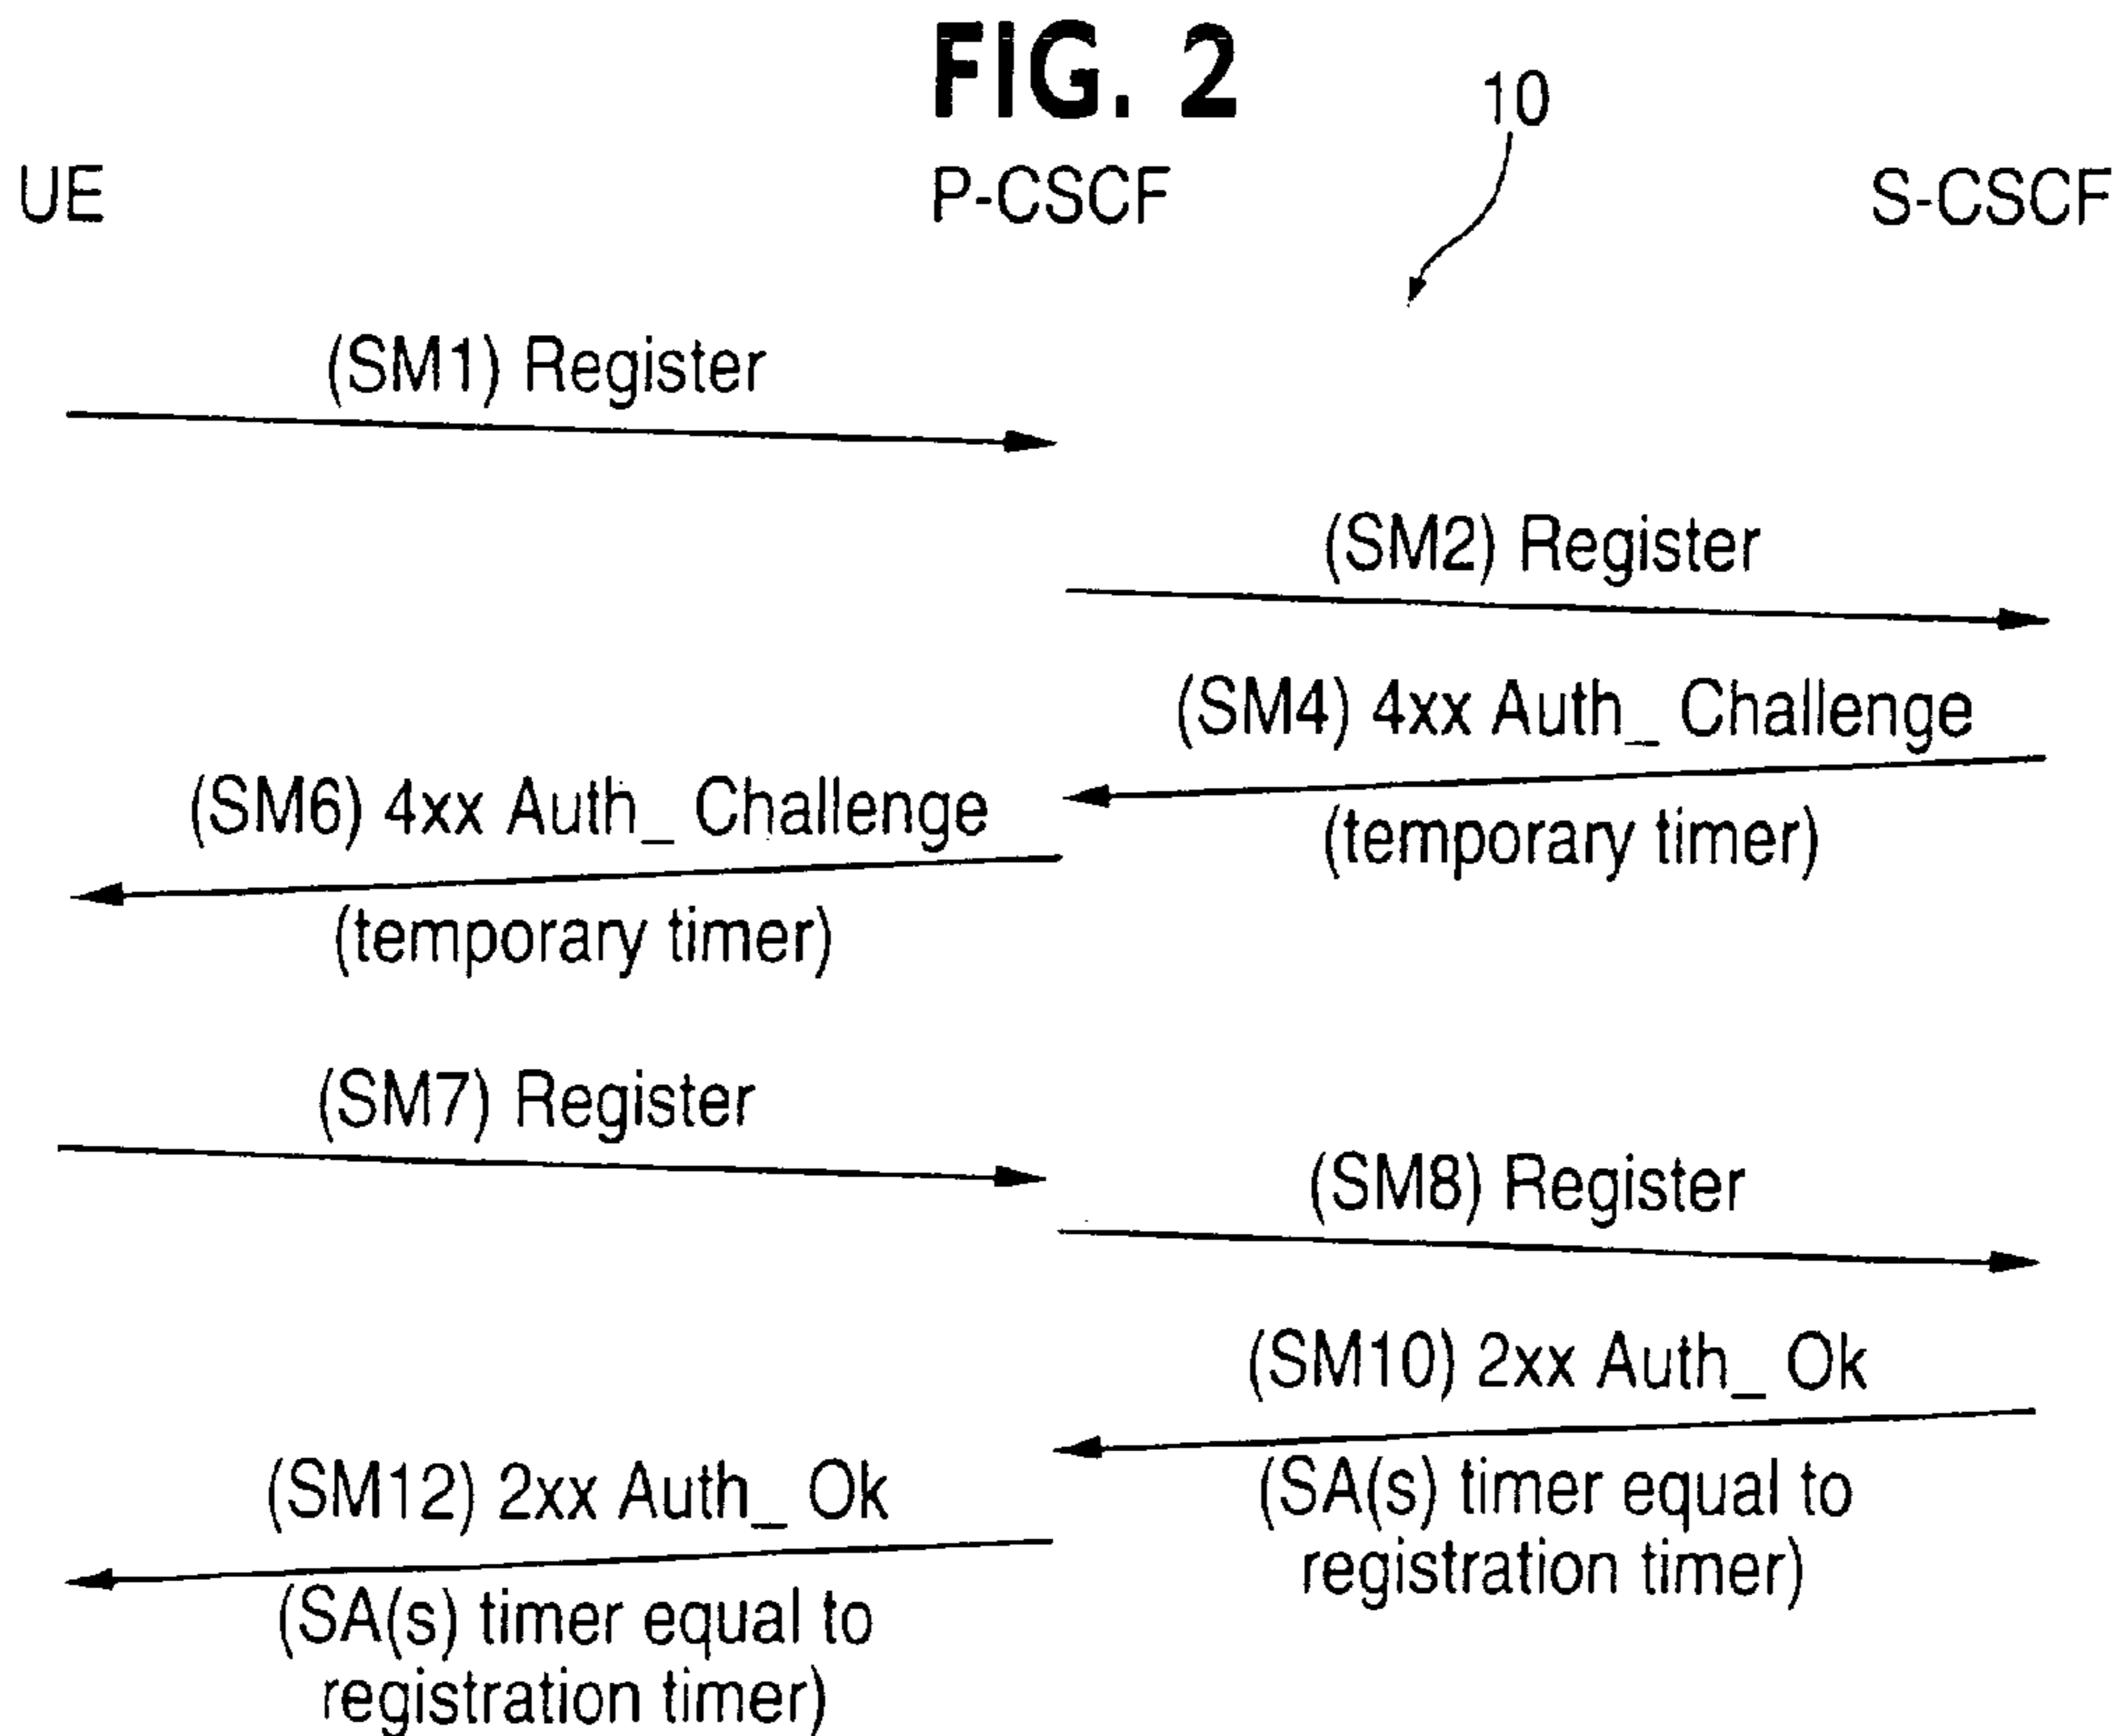 FIG. 2
10
UE
P-CSCF
S-CSCF
(SM1) Register
(SM2) Register
(SM4) 4xx Auth_ Challenge
(temporary timer)
(SM6) 4xx Auth_ Challenge
(temporary timer)
(SM7) Register
(SM8) Register
(SM10) 2xx Auth_ Ok
(SA(s) timer equal to
registration timer)
(SM12) 2xx Auth_ Ok
(SA(s) timer equal to
registration timer)